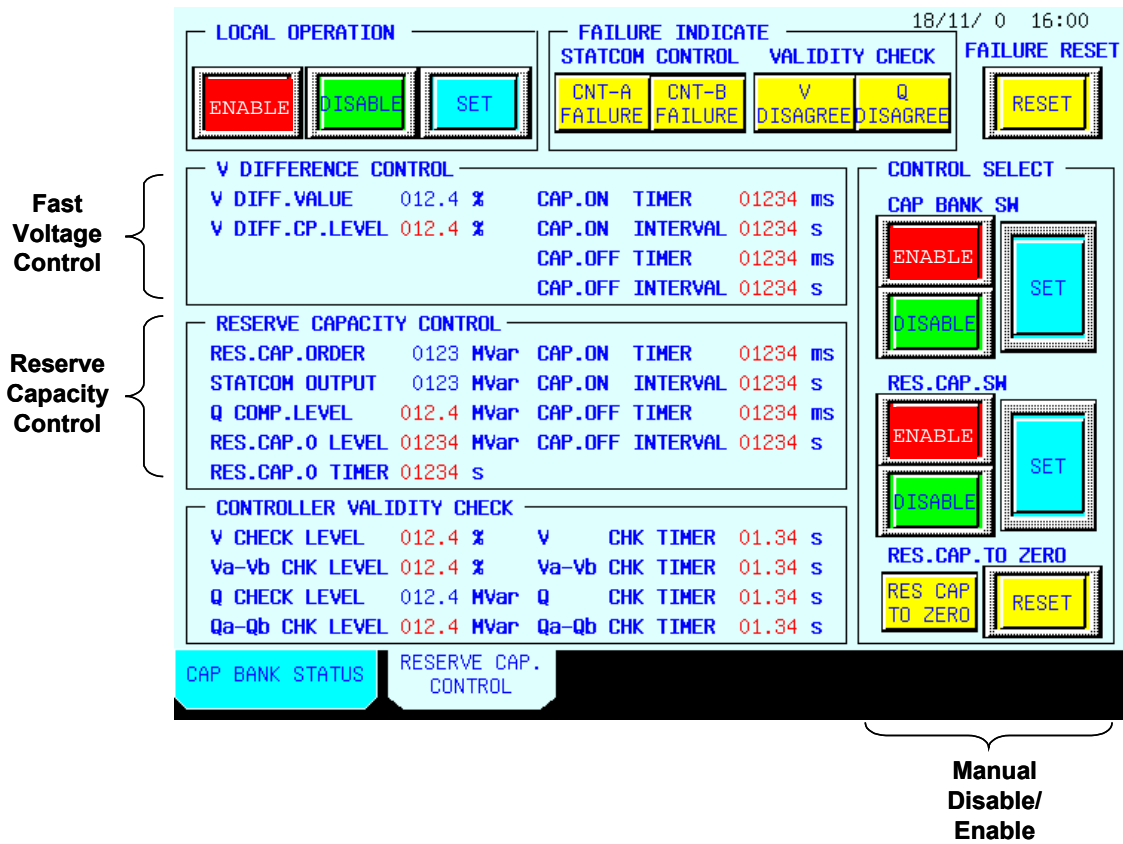 18/11/ 0 16:00
LOCAL OPERATION
ENABLE DISABLE SET
FAILURE INDICATE
STATCOM CONTROL VALIDITY CHECK
CNT-A FAILURE
CNT-B FAILURE
V DISAGREE
Q DISAGREE
FAILURE RESET
RESET
Fast
Voltage
Control
V DIFFERENCE CONTROL
V DIFF.VALUE 012.4 % CAP.ON TIMER 01234 ms
V DIFF.CP.LEVEL 012.4 % CAP.ON INTERVAL 01234 s
CAP.OFF TIMER 01234 ms
CAP.OFF INTERVAL 01234 s
Reserve
Capacity
Control
RESERVE CAPACITY CONTROL
RES.CAP.ORDER 0123 MVar CAP.ON TIMER 01234 ms
STATCOM OUTPUT 0123 MVar CAP.ON INTERVAL 01234 s
Q COMP.LEVEL 012.4 MVar CAP.OFF TIMER 01234 ms
RES.CAP.O LEVEL 01234 MVar CAP.OFF INTERVAL 01234 s
RES.CAP.O TIMER 01234 s
CONTROLLER VALIDITY CHECK
V CHECK LEVEL 012.4 % V CHK TIMER 01.34 s
Va-Vb CHK LEVEL 012.4 % Va-Vb CHK TIMER 01.34 s
Q CHECK LEVEL 012.4 MVar Q CHK TIMER 01.34 s
Qa-Qb CHK LEVEL 012.4 MVar Qa-Qb CHK TIMER 01.34 s
CONTROL SELECT
CAP BANK SW
ENABLE
DISABLE
SET
RES.CAP.SW
ENABLE
DISABLE
SET
RES.CAP.TO ZERO
RES CAP
TO ZERO
RESET
CAP BANK STATUS
RESERVE CAP.
CONTROL
Manual
Disable/
Enable